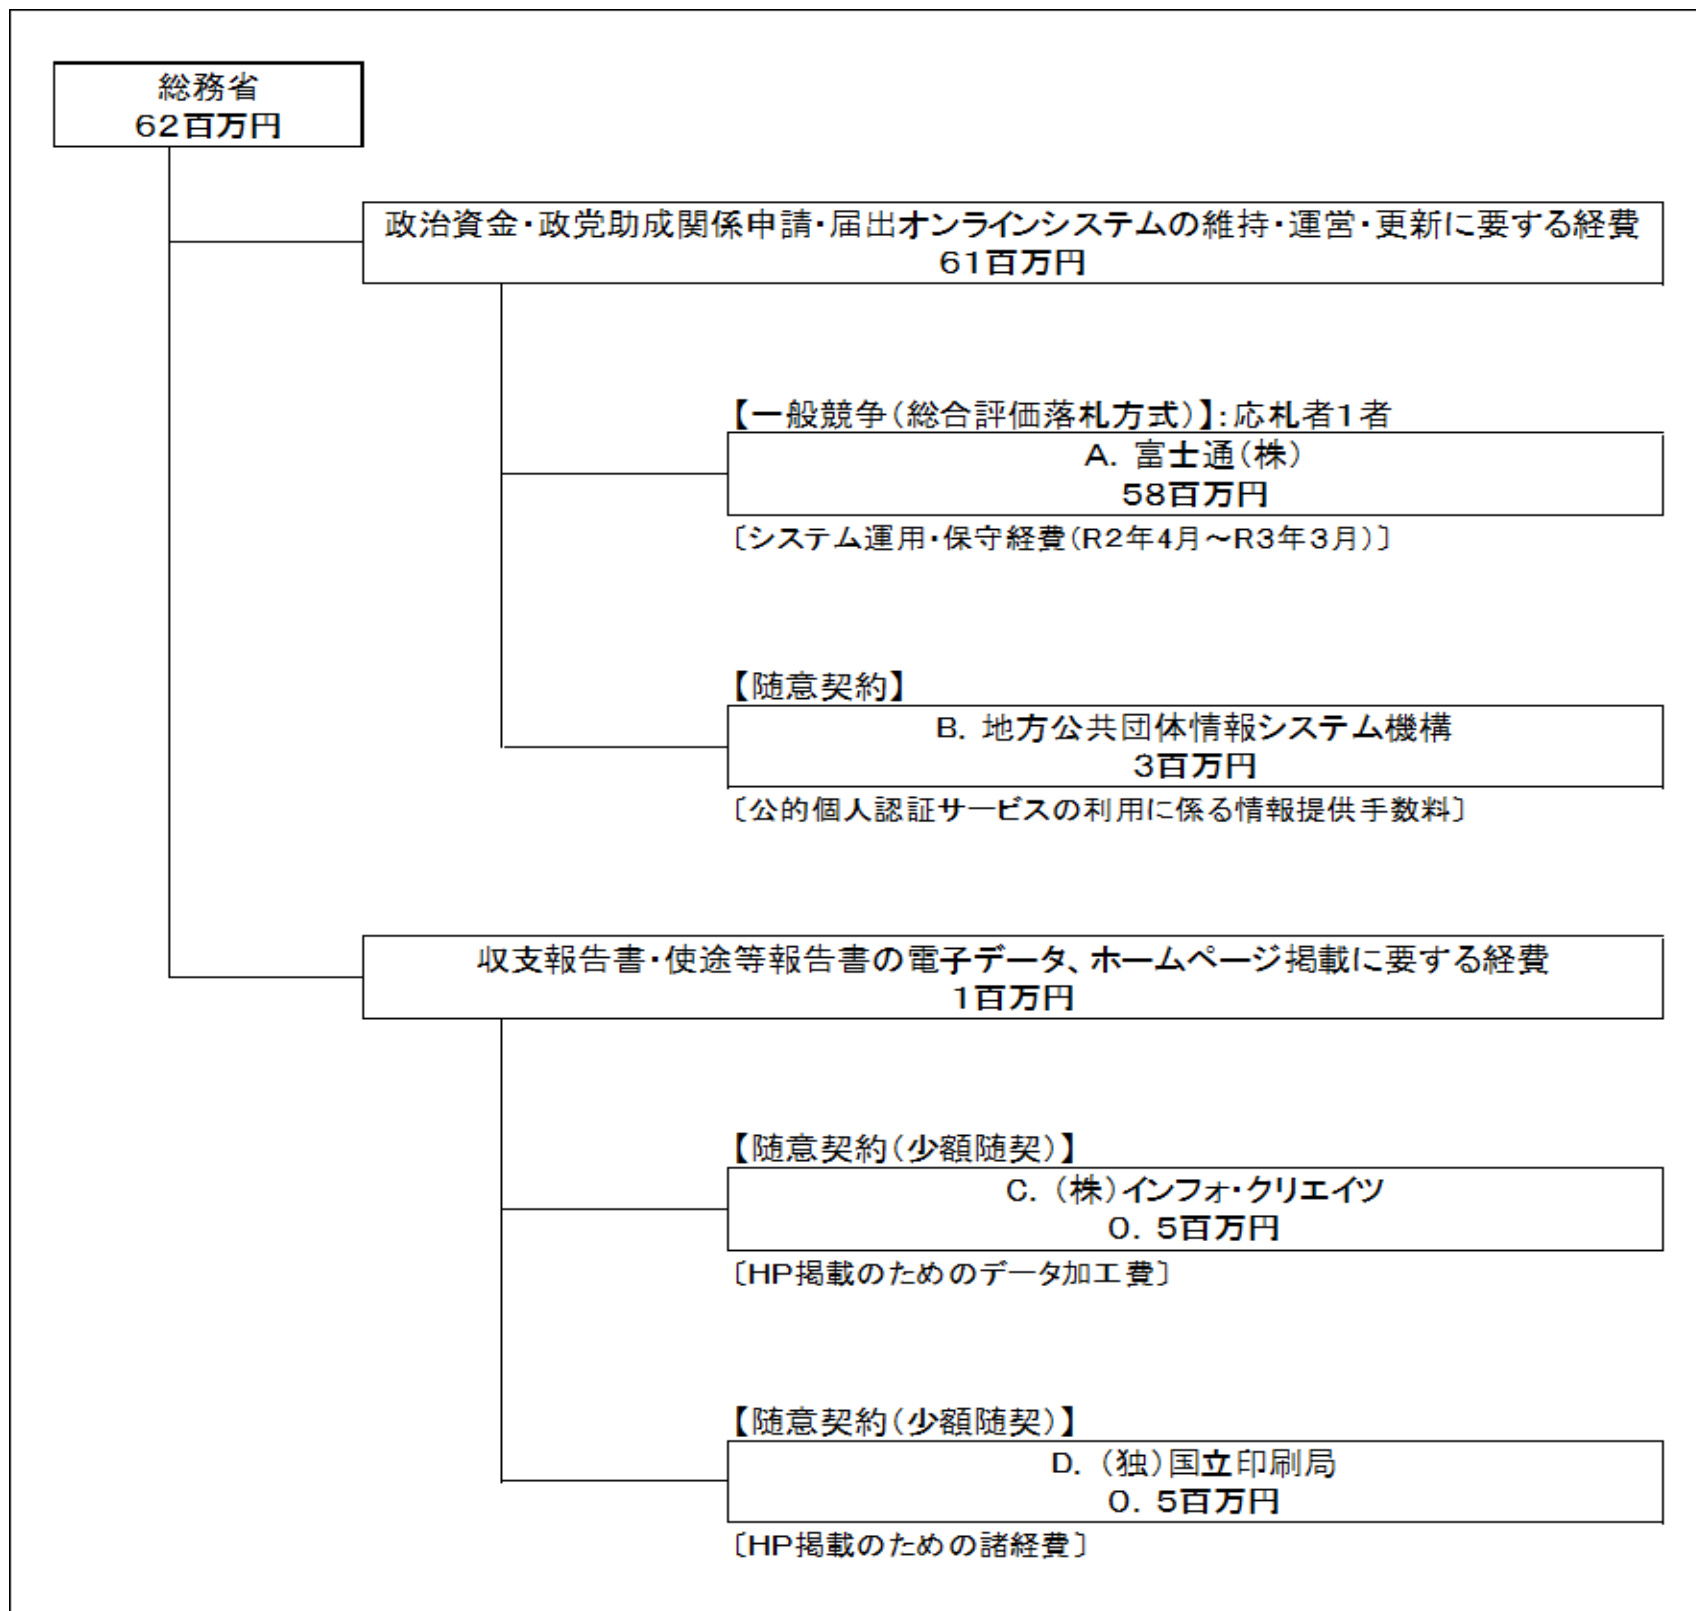 総務省
62百万円
政治資金・政党助成関係申請・届出オンラインシステムの維持・運営・更新に要する経費
61百万円
【一般競争(総合評価落札方式)】:応札者1者
A. 富士通(株)
58百万円
〔システム運用・保守経費(R2年4月～R3年3月)〕
【随意契約】
B. 地方公共団体情報システム機構
3百万円
〔公的個人認証サービスの利用に係る情報提供手数料〕
収支報告書・使途等報告書の電子データ、ホームページ掲載に要する経費
1百万円
【随意契約(少額随契)】
C. (株)インフォ・クリエイツ
0. 5百万円
〔HP掲載のためのデータ加工費〕
【随意契約(少額随契)】
D. (独)国立印刷局
0. 5百万円
〔HP掲載のための諸経費〕